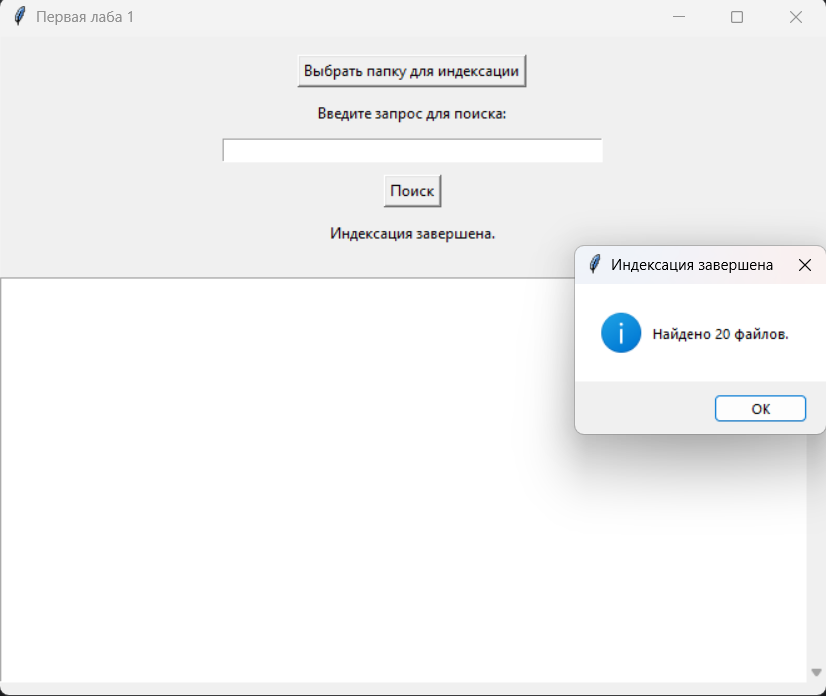 Первая лаба 1
Выбрать папку для индексации
Введите запрос для поиска:
Поиск
Индексация завершена.
Индексация завершена
Найдено 20 файлов.
OK